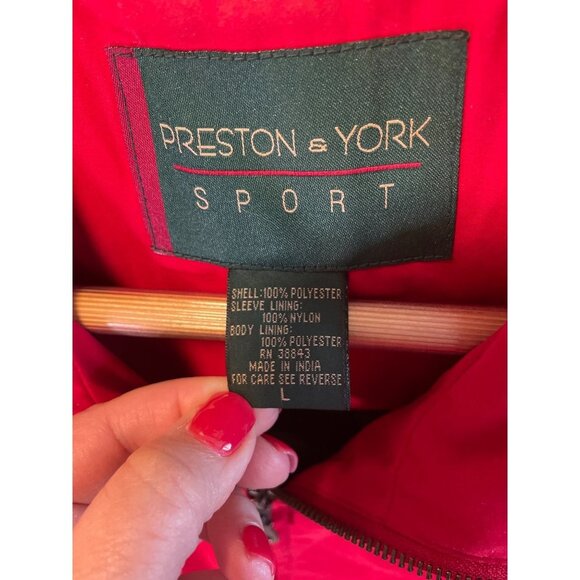 PRESTON & YORK
SPORT
SHELL: 100% POLYESTER
SLEEVE LINING:
100% NYLON
BODY LINING:
100% POLYESTER
RN 38843
MADE IN INDIA
FOR CARE SEE REVERSE
L